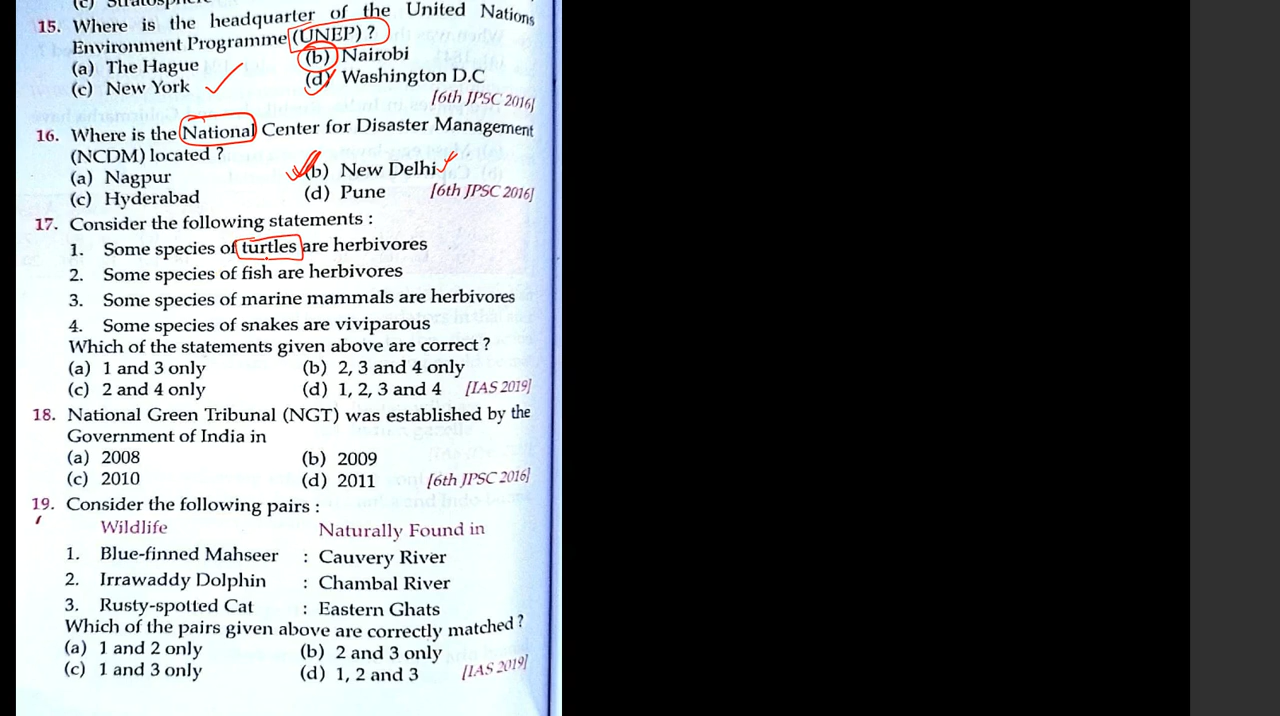 (c) Stratosphere
15. Where is the headquarter of the United Nations
Environment Programme (UNEP) ?
(a) The Hague (b) Nairobi
(c) New York (d) Washington D.C
[6th JPSC 2016]
16. Where is the National Center for Disaster Management
(NCDM) located ?
(a) Nagpur (b) New Delhi
(c) Hyderabad (d) Pune [6th JPSC 2016]
17. Consider the following statements :
1. Some species of turtles are herbivores
2. Some species of fish are herbivores
3. Some species of marine mammals are herbivores
4. Some species of snakes are viviparous
Which of the statements given above are correct ?
(a) 1 and 3 only (b) 2, 3 and 4 only
(c) 2 and 4 only (d) 1, 2, 3 and 4 [IAS 2019]
18. National Green Tribunal (NGT) was established by the
Government of India in
(a) 2008 (b) 2009
(c) 2010 (d) 2011 [6th JPSC 2016]
19. Consider the following pairs :
Wildlife Naturally Found in
1. Blue-finned Mahseer : Cauvery River
2. Irrawaddy Dolphin : Chambal River
3. Rusty-spotted Cat : Eastern Ghats
Which of the pairs given above are correctly matched ?
(a) 1 and 2 only (b) 2 and 3 only
(c) 1 and 3 only (d) 1, 2 and 3 [IAS 2019]